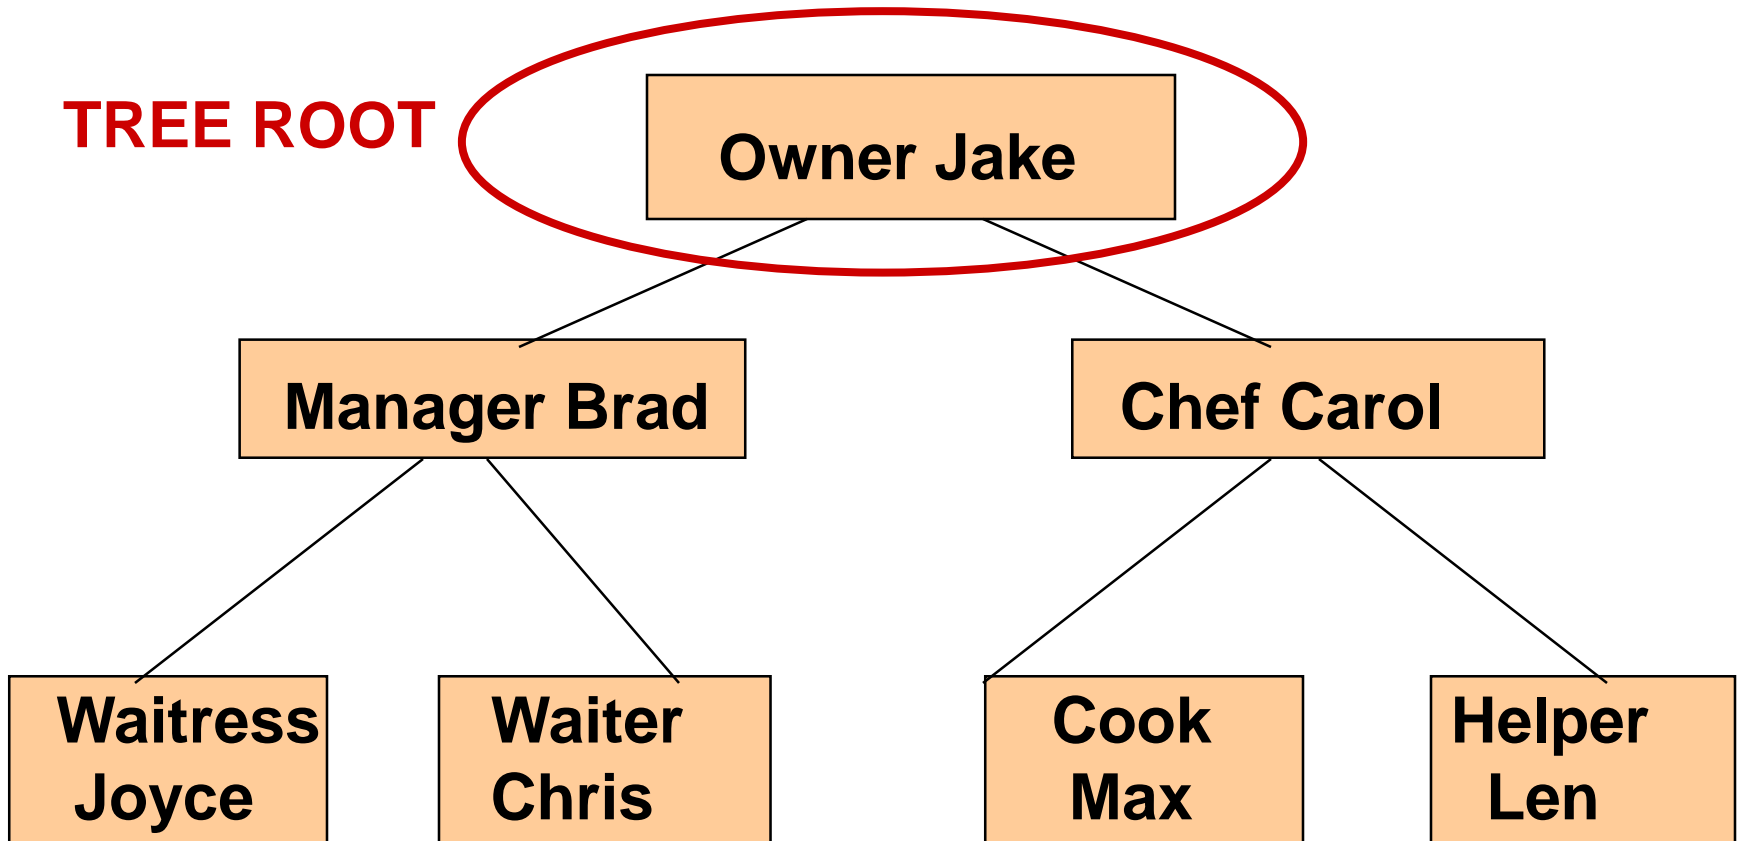 TREE ROOT
Owner Jake
Manager Brad
Chef Carol
Waitress
Joyce
Waiter
Chris
Cook
Max
Helper
Len